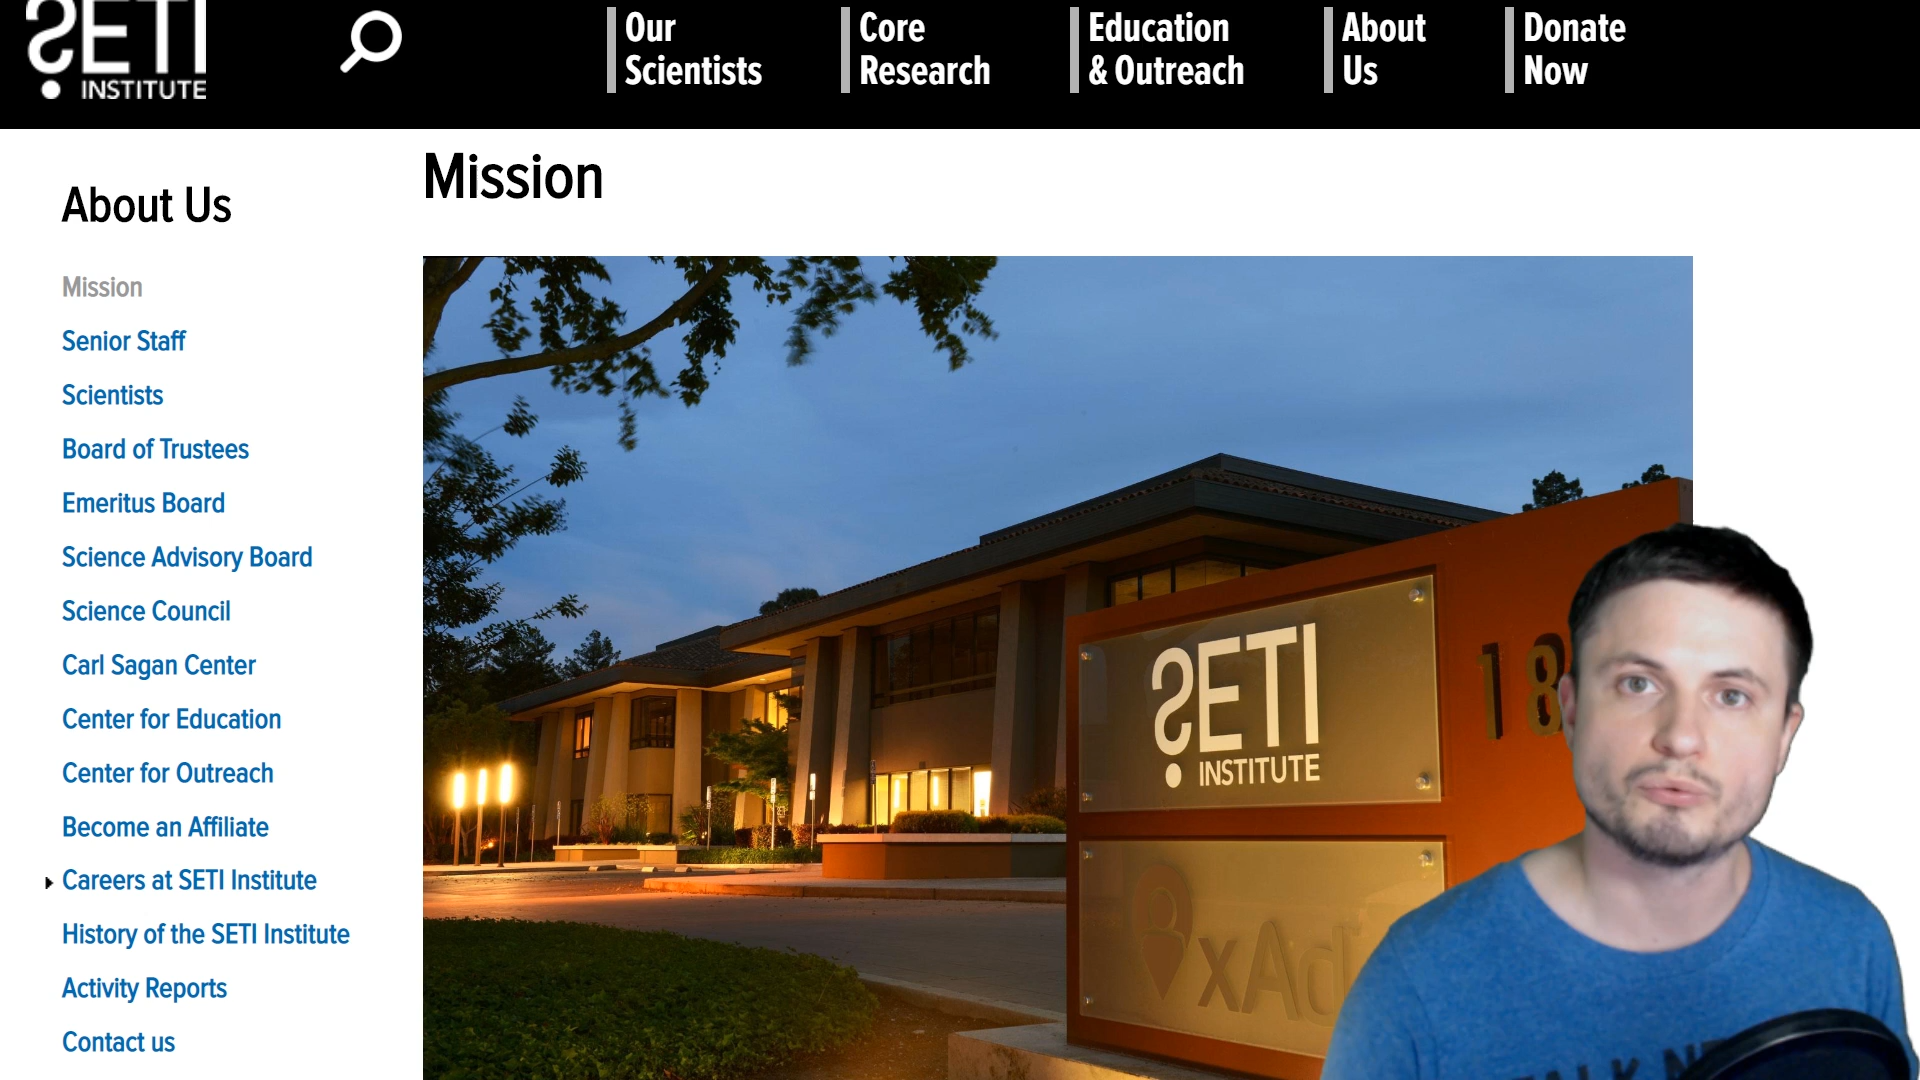 SETI
INSTITUTE
Our
Scientists
Core
Research
Education
& Outreach
About
Us
Donate
Now
About Us
Mission
Senior Staff
Scientists
Board of Trustees
Emeritus Board
Science Advisory Board
Science Council
Carl Sagan Center
Center for Education
Center for Outreach
Become an Affiliate
Careers at SETI Institute
History of the SETI Institute
Activity Reports
Contact us
Mission
SETI
INSTITUTE
18
xAd